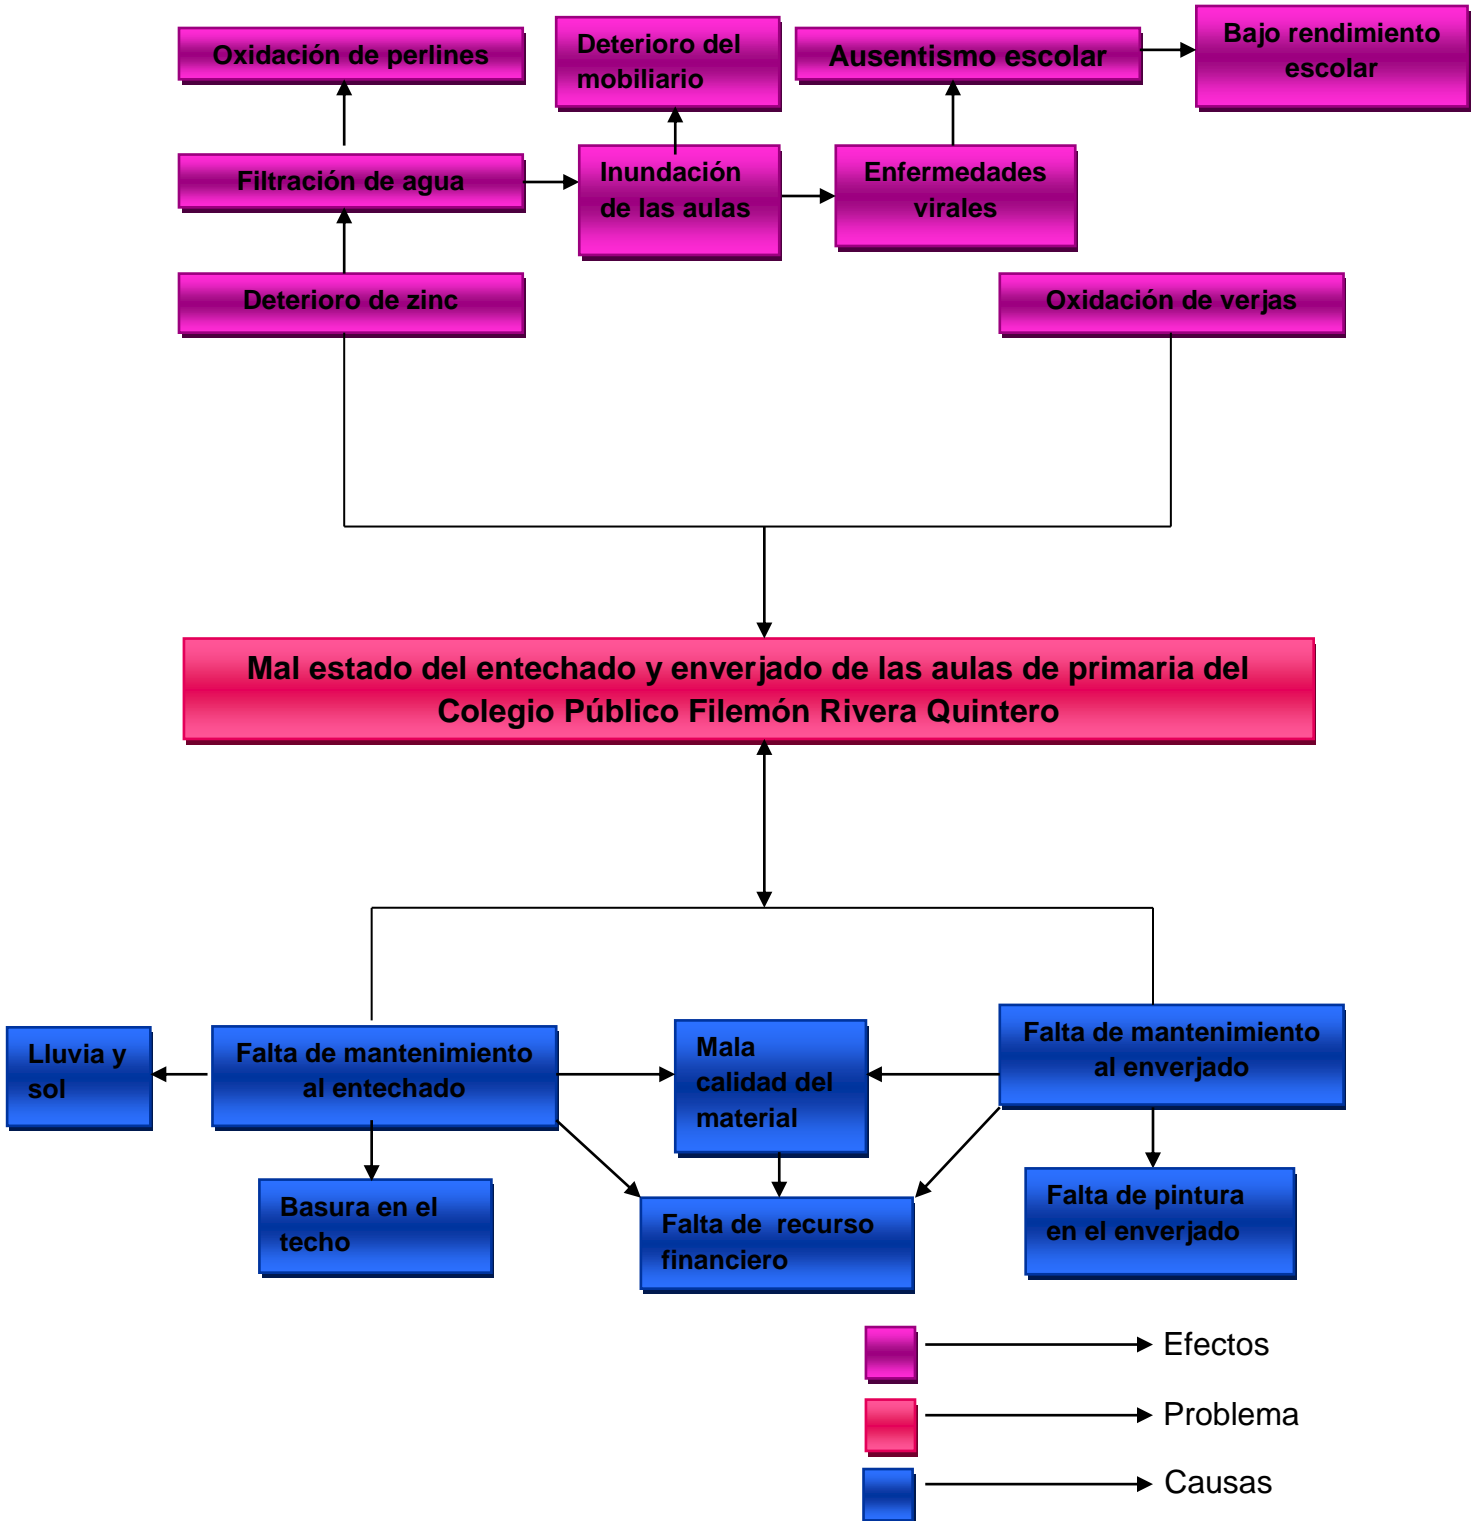 Oxidación de perlines
Deterioro del
mobiliario
Ausentismo escolar
Bajo rendimiento
escolar
Filtración de agua
Inundación
de las aulas
Enfermedades
virales
Deterioro de zinc
Oxidación de verjas
Mal estado del entechado y enverjado de las aulas de primaria del
Colegio Público Filemón Rivera Quintero
Lluvia y
sol
Falta de mantenimiento
al entechado
Mala
calidad del
material
Falta de mantenimiento
al enverjado
Basura en el
techo
Falta de  recurso
financiero
Falta de pintura
en el enverjado
Efectos
Problema
Causas